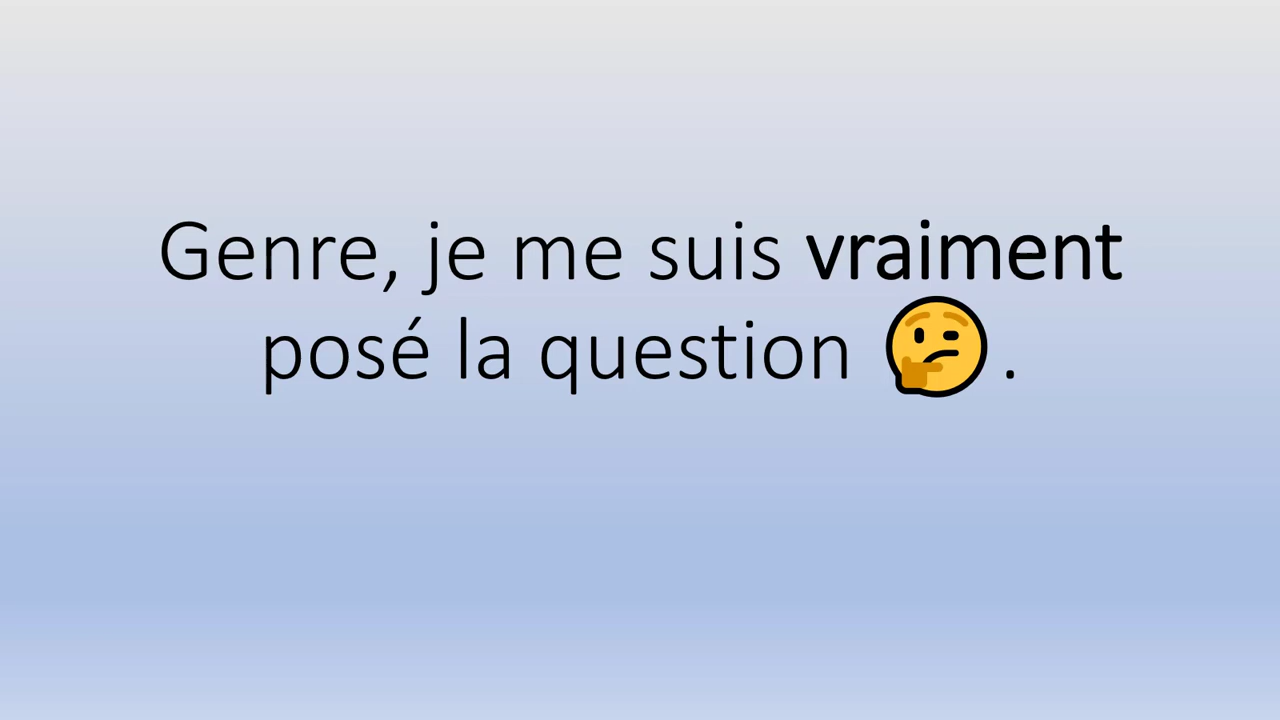 Genre, je me suis vraiment
posé la question 🤔.